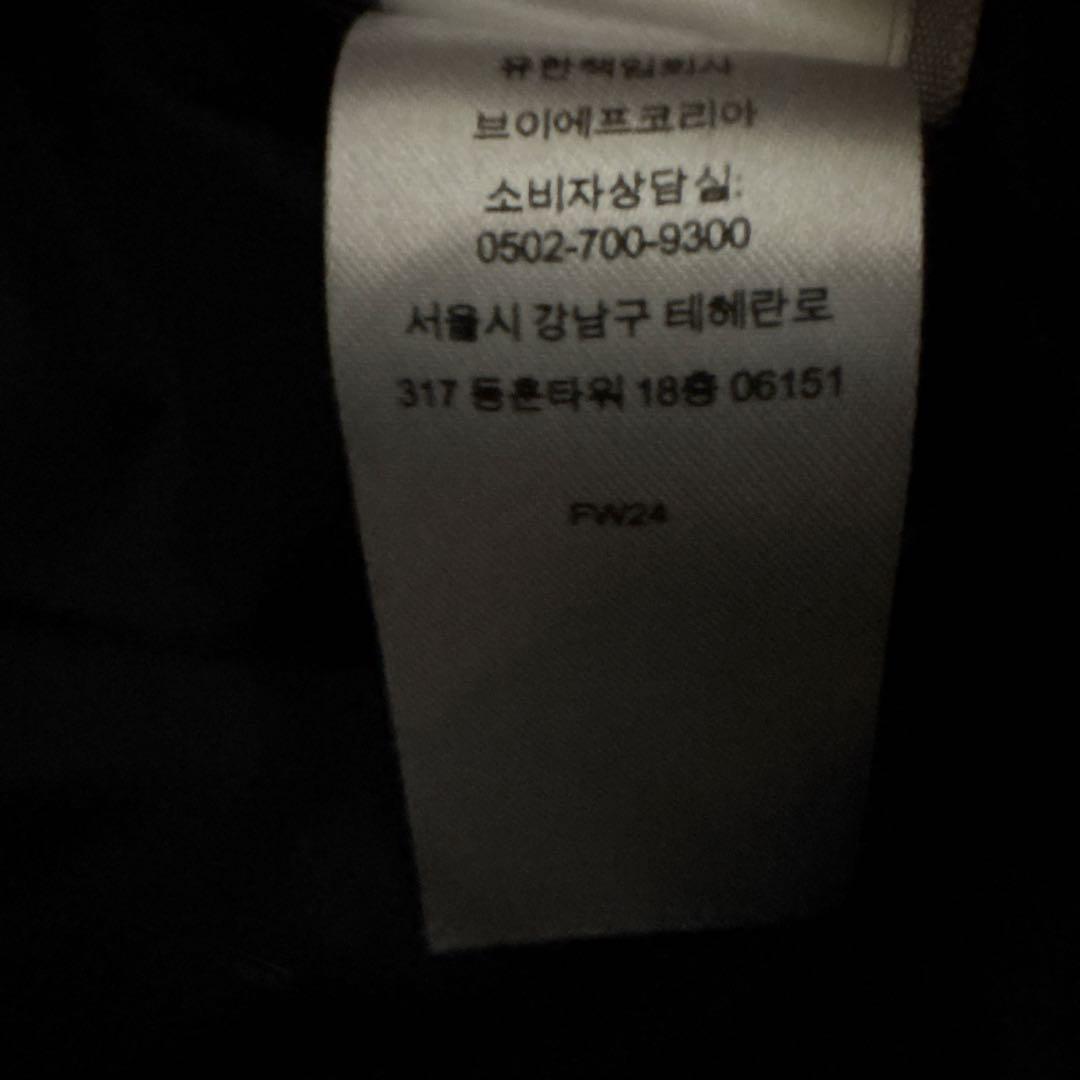 유한책임회사
브이에프코리아
소비자상담실:
0502-700-9300
서울시 강남구 테헤란로
317 동훈타워 18층 06151
FW24